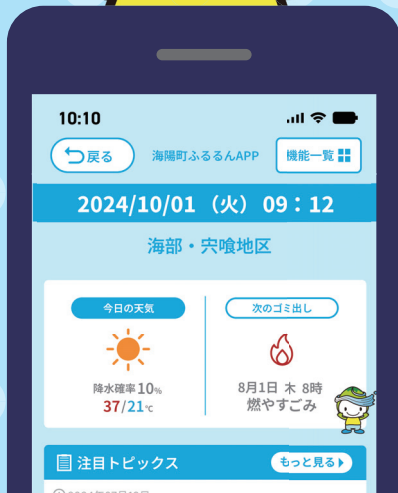 10:10
戻る 海陽町ふるるんAPP 機能一覧
2024/10/01（火）09：12
海部・宍喰地区
今日の天気 次のゴミ出し
降水確率10% 8月1日 木 8時
37/21℃ 燃やすごみ
注目トピックス もっと見る